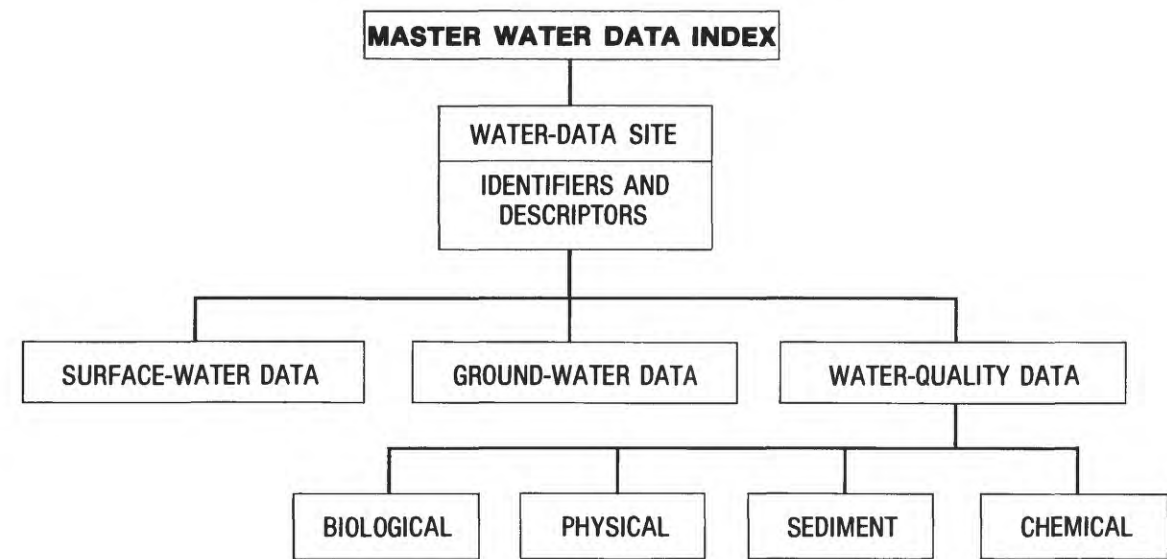 MASTER WATER DATA INDEX
WATER-DATA SITE
IDENTIFIERS AND
DESCRIPTORS
SURFACE-WATER DATA
GROUND-WATER DATA
WATER-QUALITY DATA
BIOLOGICAL
PHYSICAL
SEDIMENT
CHEMICAL